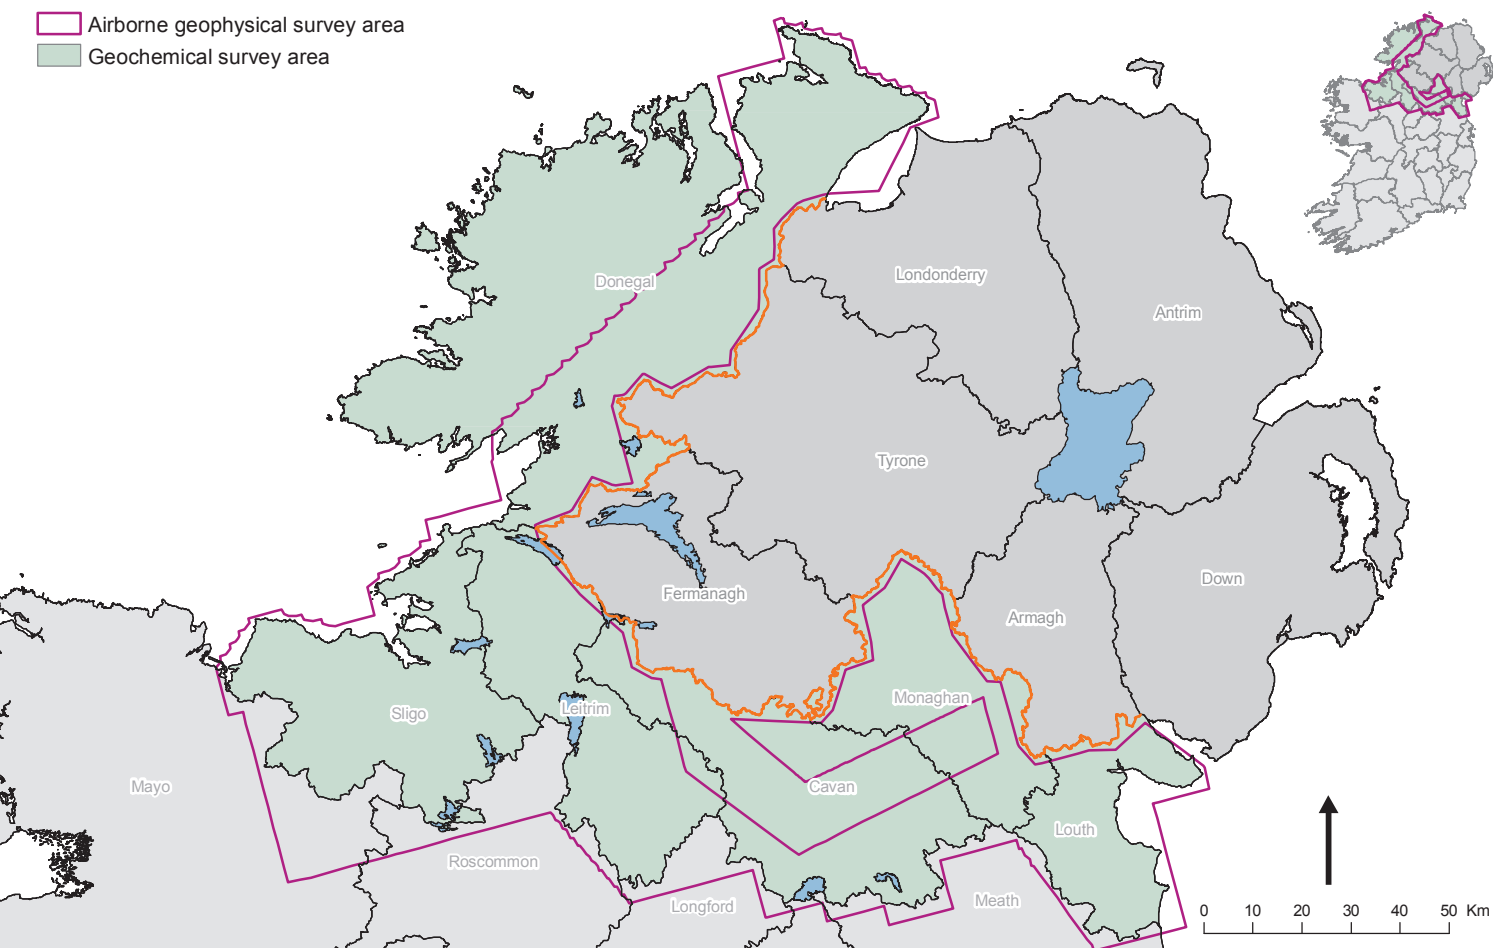 Airborne geophysical survey area
Geochemical survey area
Donegal
Londonderry
Antrim
Tyrone
Fermanagh
Armagh
Down
Monaghan
Sligo
Leitrim
Mayo
Cavan
Louth
Roscommon
Longford
Meath
0 10 20 30 40 50 Km